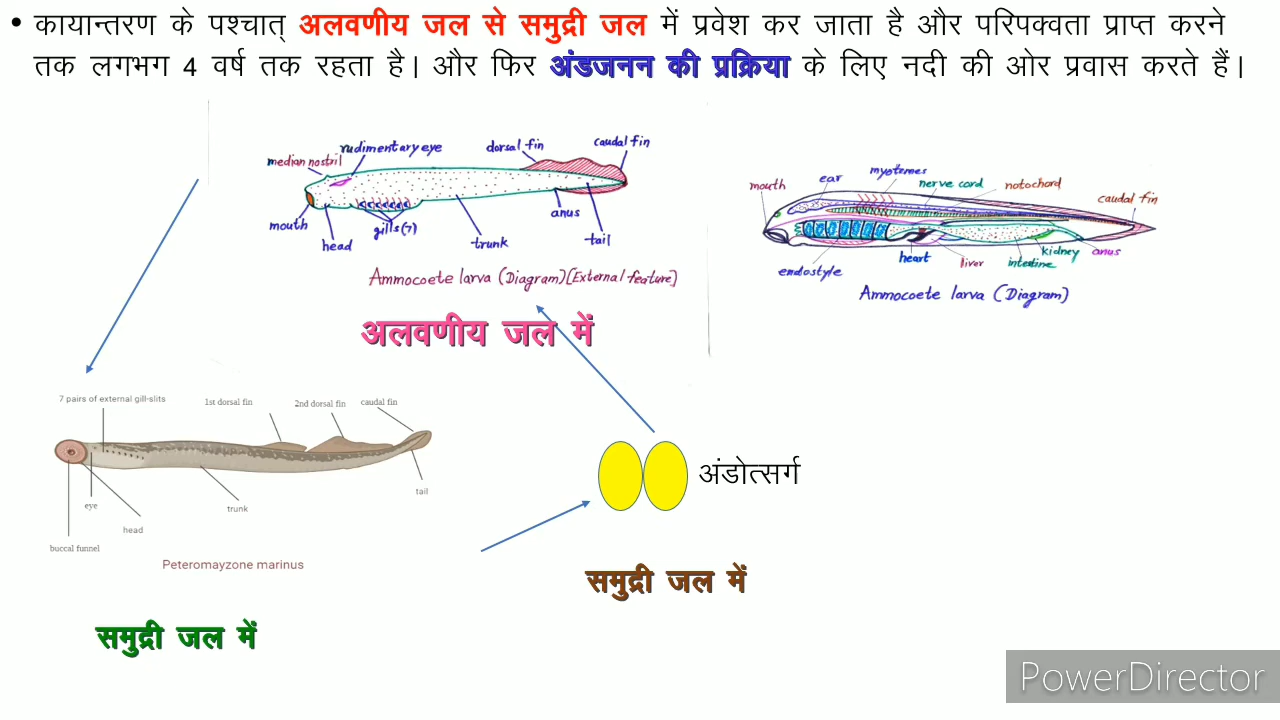 • कायान्तरण के पश्चात् अलवणीय जल से समुद्री जल में प्रवेश कर जाता है और परिपक्वता प्राप्त करने
तक लगभग 4 वर्ष तक रहता है। और फिर अंडजनन की प्रक्रिया के लिए नदी की ओर प्रवास करते हैं।
median nostril
rudimentary eye
dorsal fin
caudal fin
mouth
head
gills(7)
trunk
anus
tail
Ammocoete larva (Diagram)[External feature]
mouth
ear
myotemes
nerve cord
notochord
caudal fin
endostyle
heart
liver
intestine
kidney
anus
Ammocoete larva (Diagram)
अलवणीय जल में
7 pairs of external gill-slits
1st dorsal fin
2nd dorsal fin
caudal fin
eye
head
trunk
tail
buccal funnel
Peteromayzone marinus
अंडोत्सर्ग
समुद्री जल में
समुद्री जल में
PowerDirector